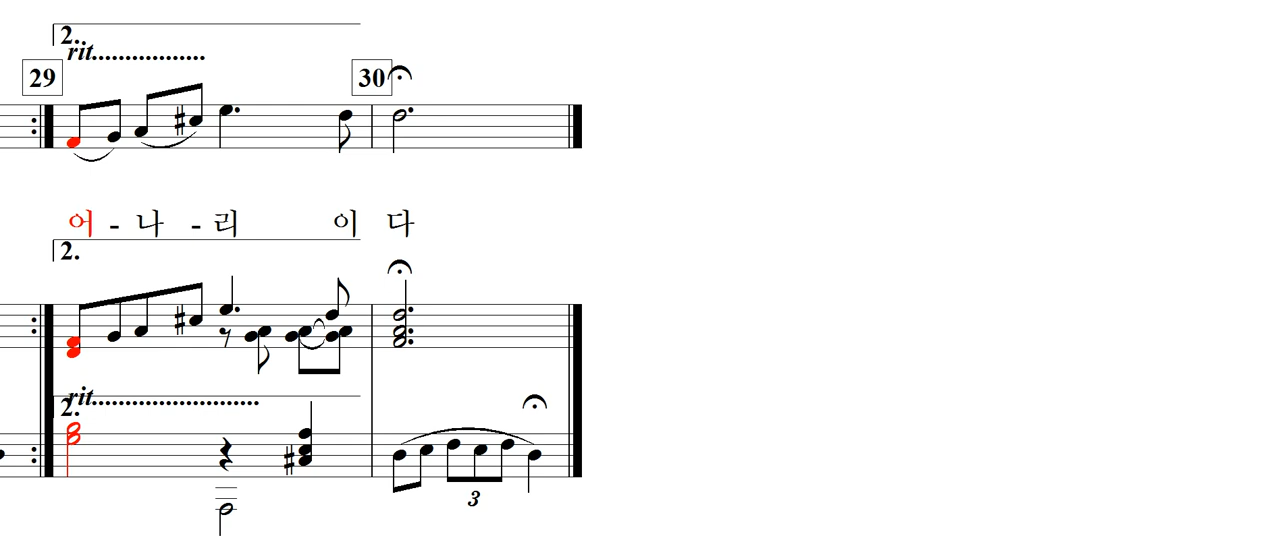 2.
rit.................
29 30
어 - 나 - 리 이 다
2.
rit.........................
2.
3